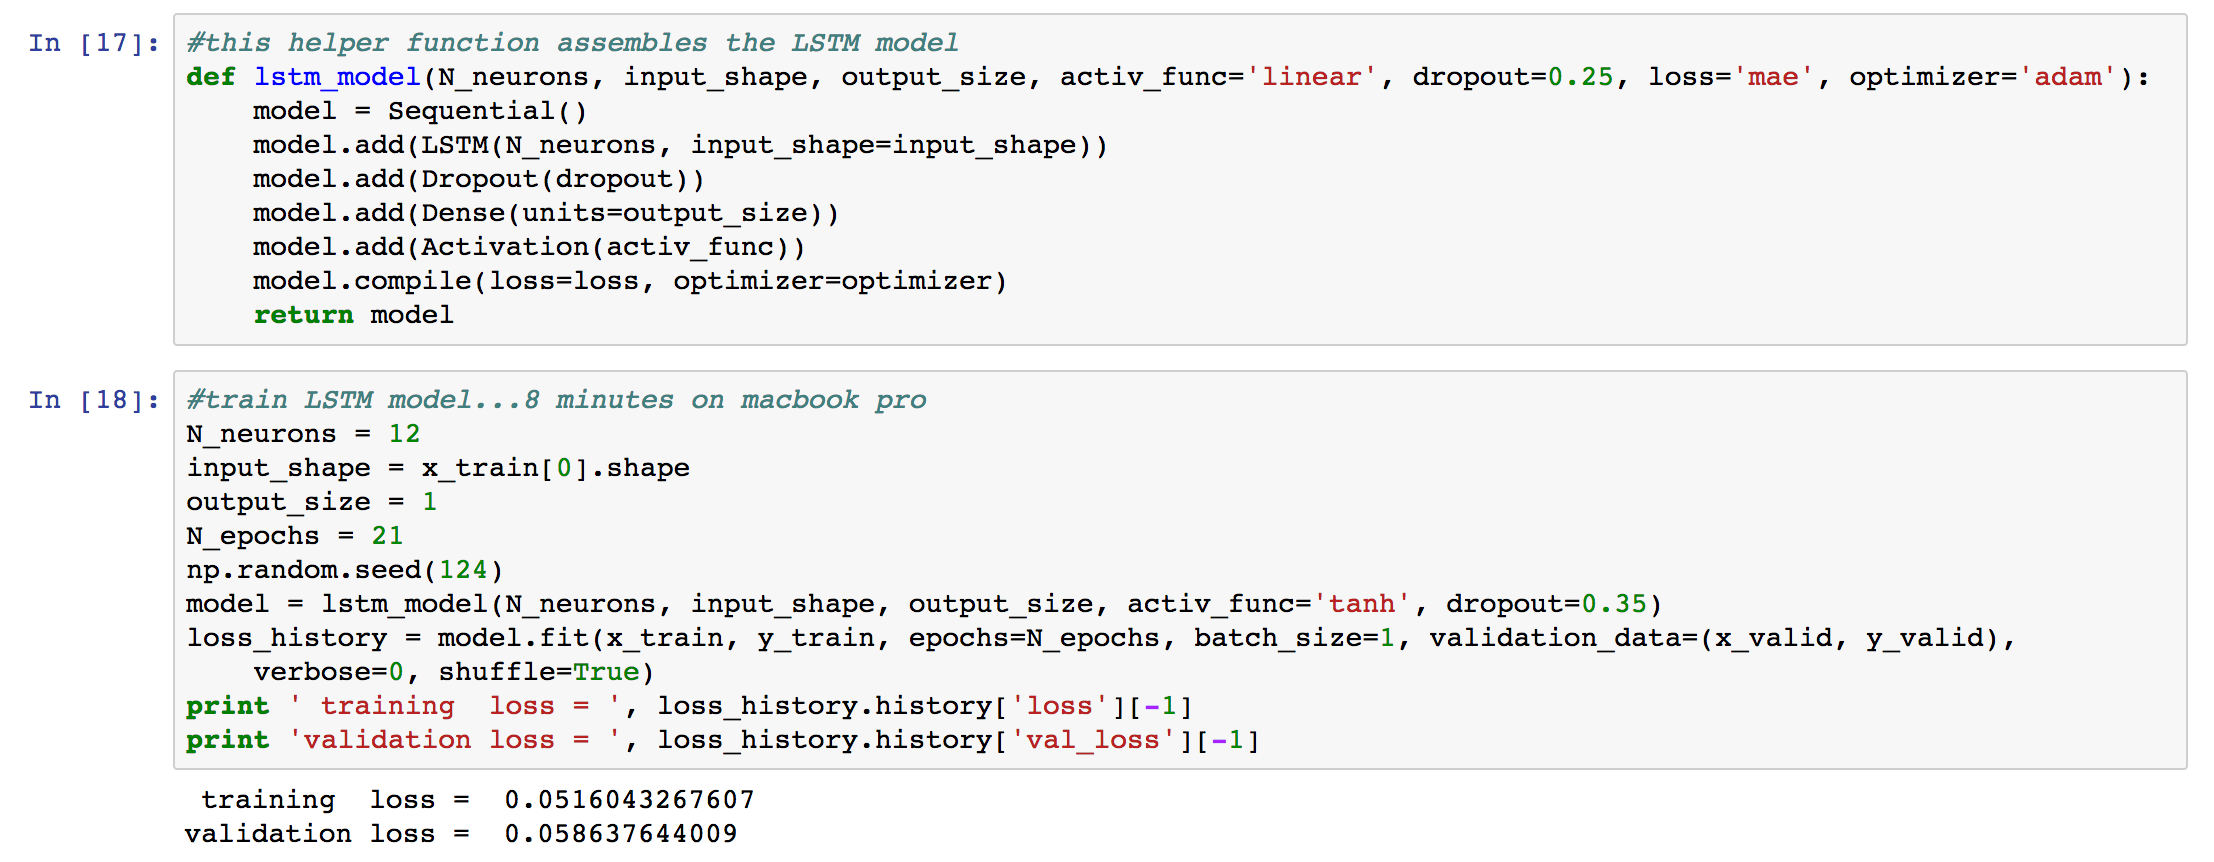 In [17]:
#this helper function assembles the LSTM model
def lstm_model(N_neurons, input_shape, output_size, activ_func='linear', dropout=0.25, loss='mae', optimizer='adam'):
    model = Sequential()
    model.add(LSTM(N_neurons, input_shape=input_shape))
    model.add(Dropout(dropout))
    model.add(Dense(units=output_size))
    model.add(Activation(activ_func))
    model.compile(loss=loss, optimizer=optimizer)
    return model
In [18]:
#train LSTM model...8 minutes on macbook pro
N_neurons = 12
input_shape = x_train[0].shape
output_size = 1
N_epochs = 21
np.random.seed(124)
model = lstm_model(N_neurons, input_shape, output_size, activ_func='tanh', dropout=0.35)
loss_history = model.fit(x_train, y_train, epochs=N_epochs, batch_size=1, validation_data=(x_valid, y_valid),
    verbose=0, shuffle=True)
print ' training  loss = ', loss_history.history['loss'][-1]
print 'validation loss = ', loss_history.history['val_loss'][-1]
 training  loss =  0.0516043267607
validation loss =  0.058637644009